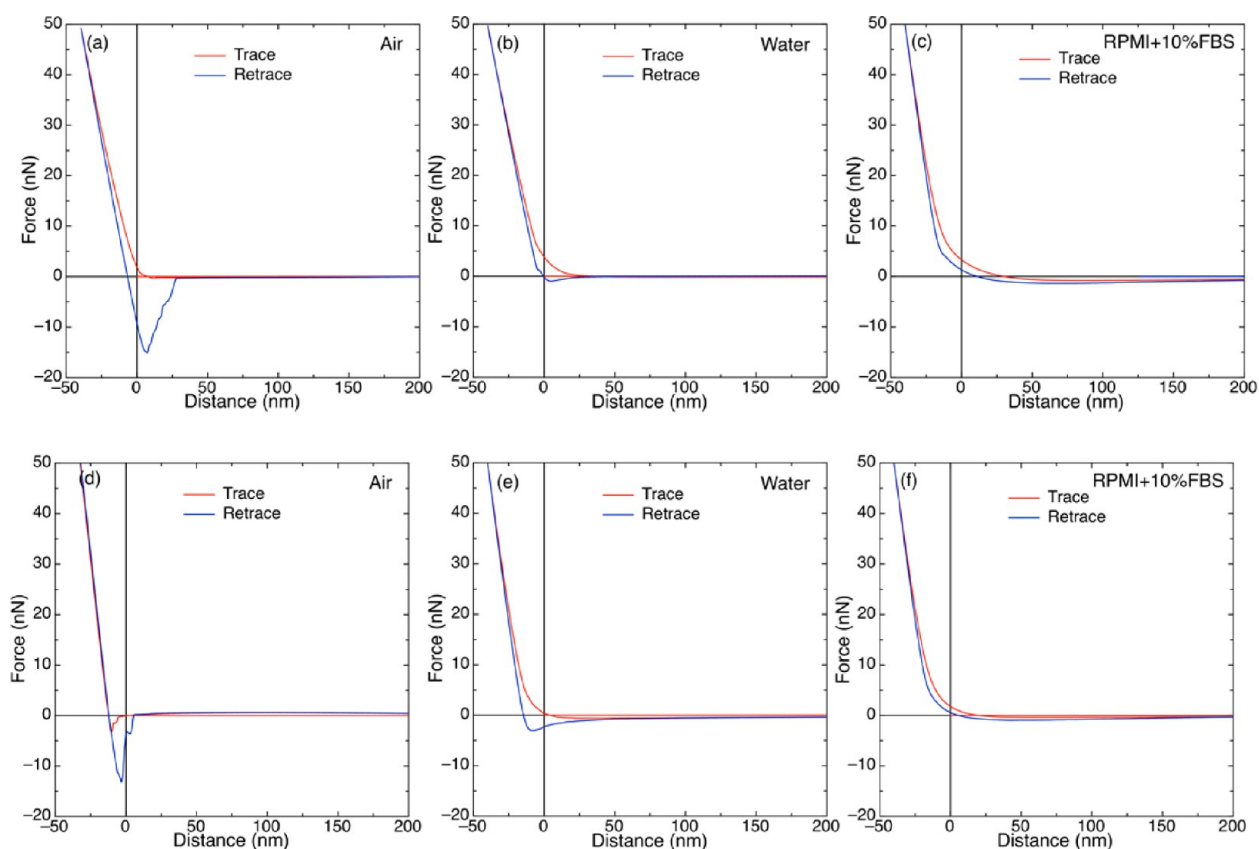 (a) Air
Trace
Retrace
Force (nN)
50
40
30
20
10
0
−10
−20
−50 0 50 100 150 200
Distance (nm)
(b) Water
Trace
Retrace
Force (nN)
50
40
30
20
10
0
−10
−20
−50 0 50 100 150 200
Distance (nm)
(c) RPMI+10%FBS
Trace
Retrace
Force (nN)
50
40
30
20
10
0
−10
−20
−50 0 50 100 150 200
Distance (nm)
(d) Air
Trace
Retrace
Force (nN)
50
40
30
20
10
0
−10
−20
−50 0 50 100 150 200
Distance (nm)
(e) Water
Trace
Retrace
Force (nN)
50
40
30
20
10
0
−10
−20
−50 0 50 100 150 200
Distance (nm)
(f) RPMI+10%FBS
Trace
Retrace
Force (nN)
50
40
30
20
10
0
−10
−20
−50 0 50 100 150 200
Distance (nm)